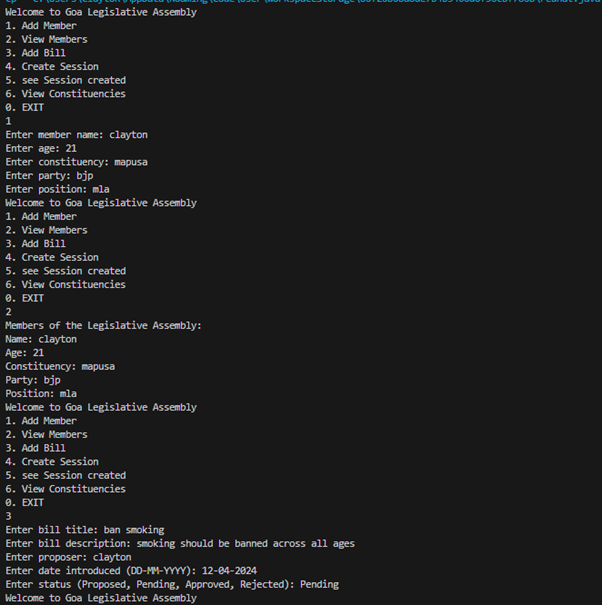 Welcome to Goa Legislative Assembly
1. Add Member
2. View Members
3. Add Bill
4. Create Session
5. see Session created
6. View Constituencies
0. EXIT
1
Enter member name: clayton
Enter age: 21
Enter constituency: mapusa
Enter party: bjp
Enter position: mla
Welcome to Goa Legislative Assembly
1. Add Member
2. View Members
3. Add Bill
4. Create Session
5. see Session created
6. View Constituencies
0. EXIT
2
Members of the Legislative Assembly:
Name: clayton
Age: 21
Constituency: mapusa
Party: bjp
Position: mla
Welcome to Goa Legislative Assembly
1. Add Member
2. View Members
3. Add Bill
4. Create Session
5. see Session created
6. View Constituencies
0. EXIT
3
Enter bill title: ban smoking
Enter bill description: smoking should be banned across all ages
Enter proposer: clayton
Enter date introduced (DD-MM-YYYY): 12-04-2024
Enter status (Proposed, Pending, Approved, Rejected): Pending
Welcome to Goa Legislative Assembly